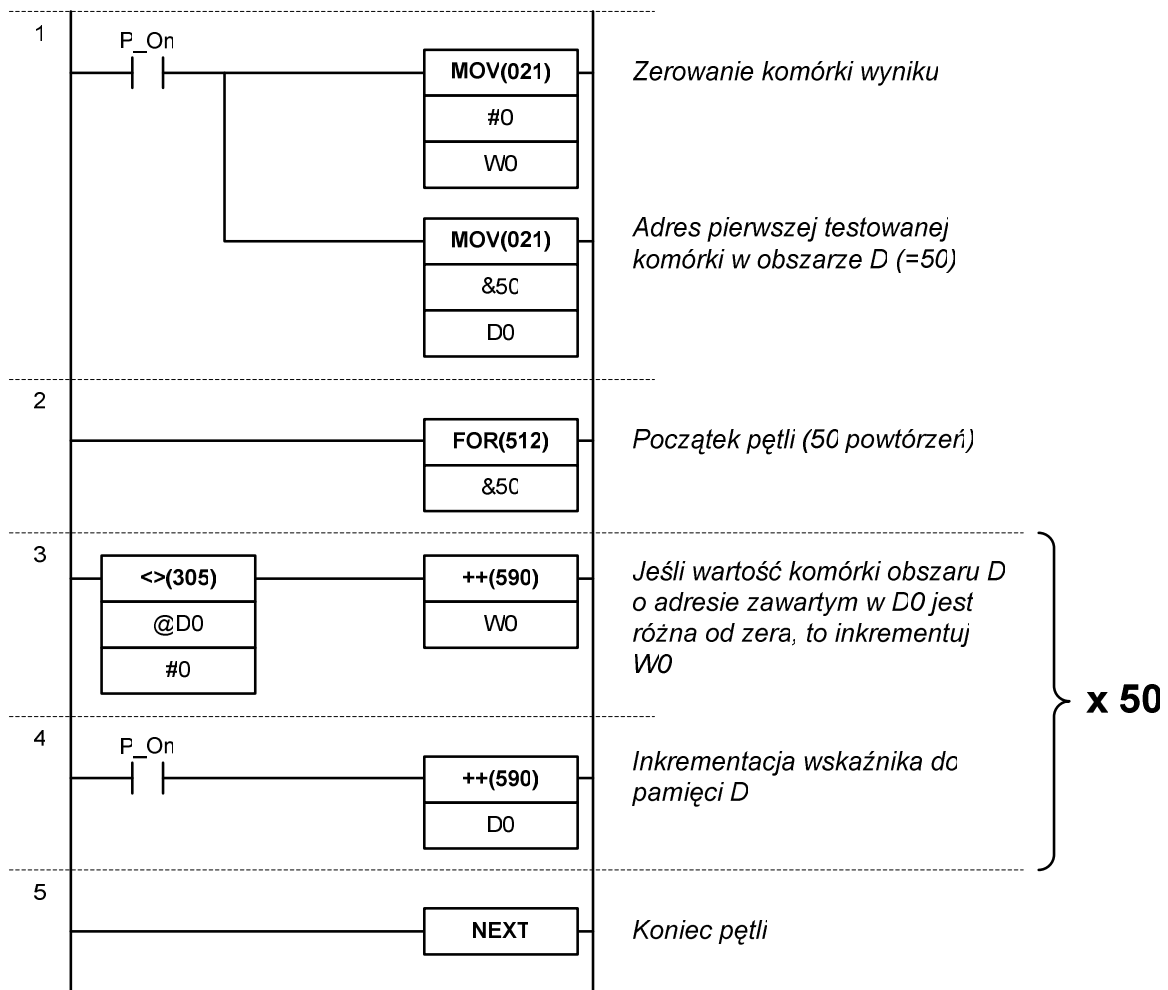 1
P_On
MOV(021)
#0
W0
Zerowanie komórki wyniku
MOV(021)
&50
D0
Adres pierwszej testowanej
komórki w obszarze D (=50)
2
FOR(512)
&50
Początek pętli (50 powtórzeń)
3
<>(305)
@D0
#0
++(590)
W0
Jeśli wartość komórki obszaru D
o adresie zawartym w D0 jest
różna od zera, to inkrementuj
W0
x 50
4
P_On
++(590)
D0
Inkrementacja wskaźnika do
pamięci D
5
NEXT
Koniec pętli